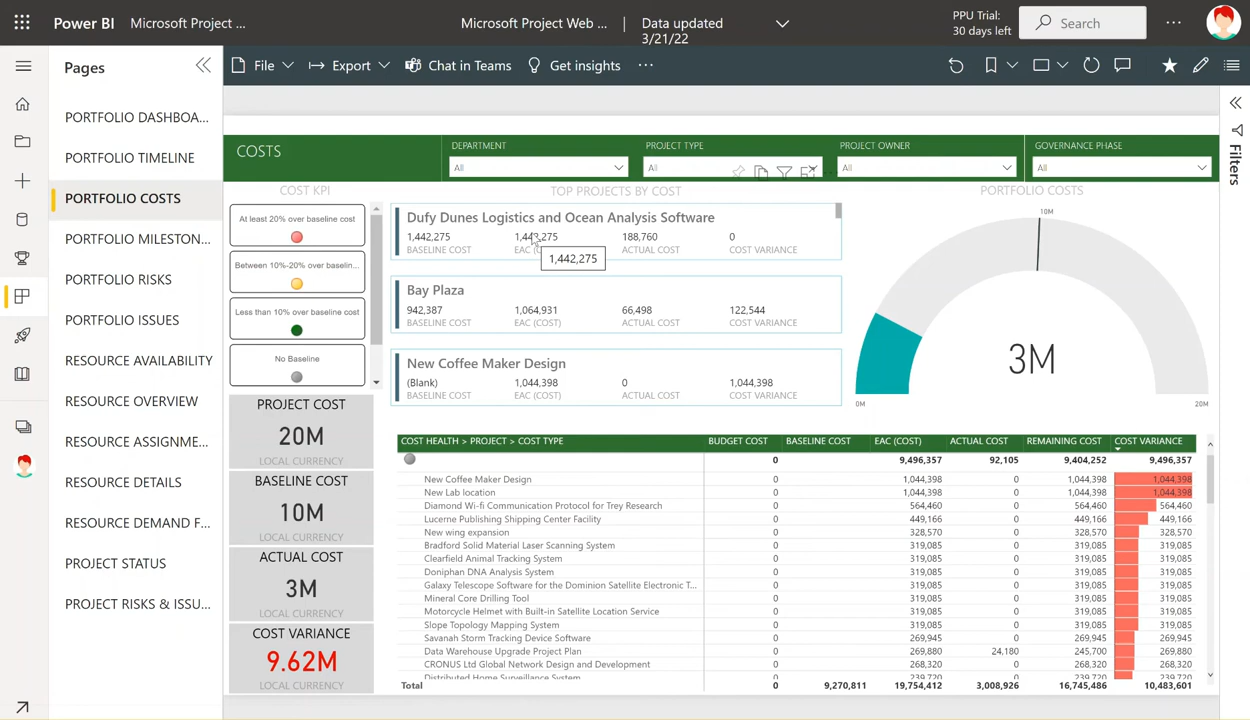 Power BI
Microsoft Project ...
Microsoft Project Web ...
Data updated
3/21/22
PPU Trial:
30 days left
Search
Pages
File
Export
Chat in Teams
Get insights
PORTFOLIO DASHBOA...
PORTFOLIO TIMELINE
PORTFOLIO COSTS
PORTFOLIO MILESTON...
PORTFOLIO RISKS
PORTFOLIO ISSUES
RESOURCE AVAILABILITY
RESOURCE OVERVIEW
RESOURCE ASSIGNME...
RESOURCE DETAILS
RESOURCE DEMAND F...
PROJECT STATUS
PROJECT RISKS & ISSU...
COSTS
DEPARTMENT
All
PROJECT TYPE
All
PROJECT OWNER
All
GOVERNANCE PHASE
All
Filters
COST KPI
At least 20% over baseline cost
Between 10%-20% over baselin...
Less than 10% over baseline cost
No Baseline
PROJECT COST
20M
LOCAL CURRENCY
BASELINE COST
10M
LOCAL CURRENCY
ACTUAL COST
3M
LOCAL CURRENCY
COST VARIANCE
9.62M
LOCAL CURRENCY
TOP PROJECTS BY COST
Dufy Dunes Logistics and Ocean Analysis Software
1,442,275 1,442,275 188,760 0
BASELINE COST EAC (C ACTUAL COST COST VARIANCE
1,442,275
Bay Plaza
942,387 1,064,931 66,498 122,544
BASELINE COST EAC (COST) ACTUAL COST COST VARIANCE
New Coffee Maker Design
(Blank) 1,044,398 0 1,044,398
BASELINE COST EAC (COST) ACTUAL COST COST VARIANCE
PORTFOLIO COSTS
10M
3M
0M 20M
COST HEALTH > PROJECT > COST TYPE BUDGET COST BASELINE COST EAC (COST) ACTUAL COST REMAINING COST COST VARIANCE
0 9,496,357 92,105 9,404,252 9,496,357
New Coffee Maker Design 0 1,044,398 0 1,044,398 1,044,398
New Lab location 0 1,044,398 0 1,044,398 1,044,398
Diamond Wi-fi Communication Protocol for Trey Research 0 564,460 0 564,460 564,460
Lucerne Publishing Shipping Center Facility 0 449,166 0 449,166 449,166
New wing expansion 0 328,570 0 328,570 328,570
Bradford Solid Material Laser Scanning System 0 319,085 0 319,085 319,085
Clearfield Animal Tracking System 0 319,085 0 319,085 319,085
Doniphan DNA Analysis System 0 319,085 0 319,085 319,085
Galaxy Telescope Software for the Dominion Satellite Electronic T... 0 319,085 0 319,085 319,085
Mineral Core Drilling Tool 0 319,085 0 319,085 319,085
Motorcycle Helmet with Built-in Satellite Location Service 0 319,085 0 319,085 319,085
Slope Topology Mapping System 0 319,085 0 319,085 319,085
Savanah Storm Tracking Device Software 0 269,945 0 269,945 269,945
Data Warehouse Upgrade Project Plan 0 269,880 24,180 245,700 269,880
CRONUS Ltd Global Network Design and Development 0 268,320 0 268,320 268,320
Distributed Home Surveillance System 0 239,720 0 239,720 239,720
Total 0 9,270,811 19,754,412 3,008,926 16,745,486 10,483,601